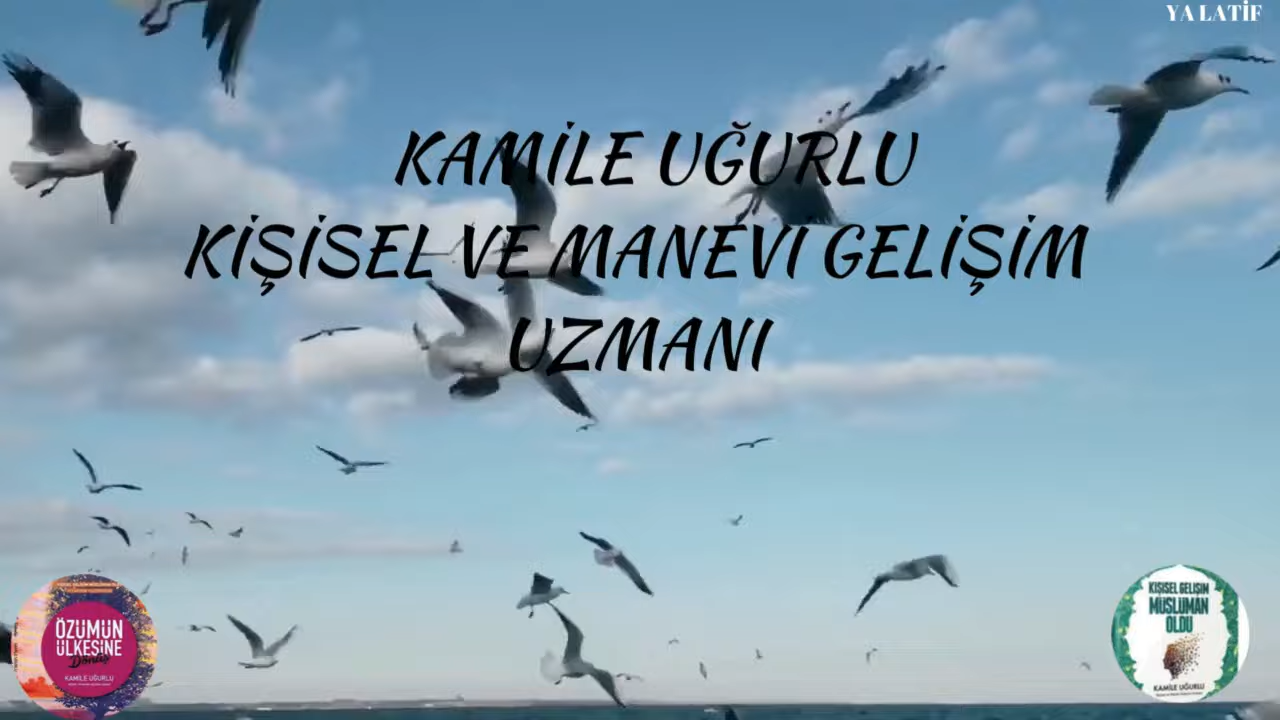 YA LATİF
KAMİLE UĞURLU
KİŞİSEL VE MANEVİ GELİŞİM
UZMANI
ÖZÜMÜN
ÜLKESİNE
Dönüş
KAMİLE UĞURLU
KİŞİSEL GELİŞİM
MÜSLÜMAN
OLDU
KAMİLE UĞURLU